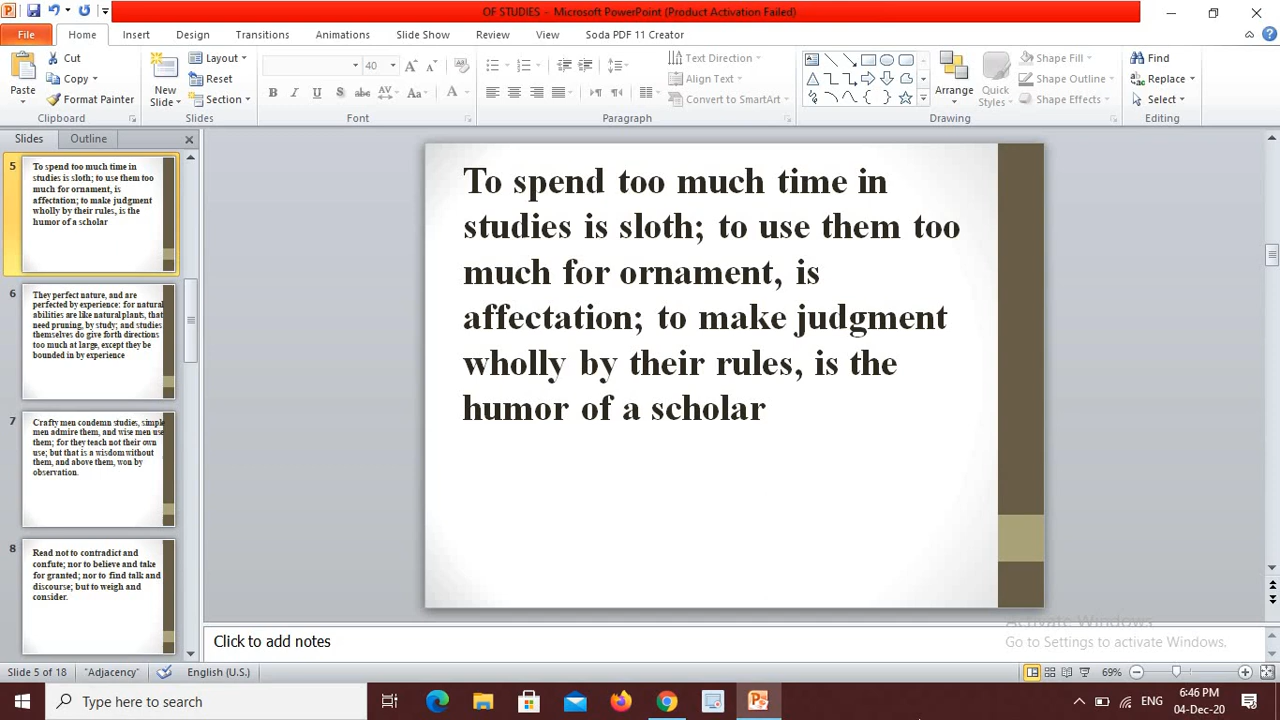 OF STUDIES - Microsoft PowerPoint (Product Activation Failed)
File Home Insert Design Transitions Animations Slide Show Review View Soda PDF 11 Creator
Paste Cut Copy Format Painter
Clipboard
New Slide Layout Reset Section
Slides
40
B I U S abc AV Aa A
Font
Text Direction
Align Text
Convert to SmartArt
Paragraph
Arrange Quick Styles Shape Fill Shape Outline Shape Effects
Drawing
Find
Replace
Select
Editing
Slides Outline
5
To spend too much time in
studies is sloth; to use them too
much for ornament, is
affectation; to make judgment
wholly by their rules, is the
humor of a scholar
6
They perfect nature, and are
perfected by experience: for natural
abilities are like natural plants, that
need pruning, by study; and studies
themselves do give forth directions
too much at large, except they be
bounded in by experience
7
Crafty men condemn studies, simple
men admire them, and wise men use
them; for they teach not their own
use; but that is a wisdom without
them, and above them, won by
observation.
8
Read not to contradict and
confute; nor to believe and take
for granted; nor to find talk and
discourse; but to weigh and
consider.
To spend too much time in
studies is sloth; to use them too
much for ornament, is
affectation; to make judgment
wholly by their rules, is the
humor of a scholar
Click to add notes
Activate Windows
Go to Settings to activate Windows.
Slide 5 of 18 "Adjacency" English (U.S.) 69%
Type here to search
ENG
6:46 PM
04-Dec-20